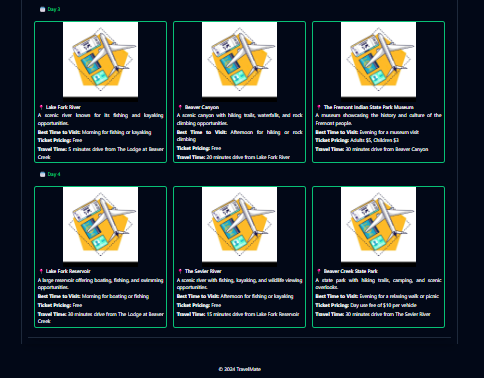 Day 3
Lake Fork River
A scenic river known for its fishing and kayaking
opportunities.
Best Time to Visit: Morning for fishing or kayaking
Ticket Pricing: Free
Travel Time: 5 minutes drive from The Lodge at Beaver
Creek
Beaver Canyon
A scenic canyon with hiking trails, waterfalls, and rock
climbing opportunities.
Best Time to Visit: Afternoon for hiking or rock
climbing
Ticket Pricing: Free
Travel Time: 20 minutes drive from Lake Fork River
The Fremont Indian State Park Museum
A museum showcasing the history and culture of the
Fremont people.
Best Time to Visit: Evening for a museum visit
Ticket Pricing: Adults $5, Children $3
Travel Time: 30 minutes drive from Beaver Canyon
Day 4
Lake Fork Reservoir
A large reservoir offering boating, fishing, and swimming
opportunities.
Best Time to Visit: Morning for boating or fishing
Ticket Pricing: Free
Travel Time: 30 minutes drive from The Lodge at Beaver
Creek
The Sevier River
A scenic river with fishing, kayaking, and wildlife viewing
opportunities.
Best Time to Visit: Afternoon for fishing or kayaking
Ticket Pricing: Free
Travel Time: 15 minutes drive from Lake Fork Reservoir
Beaver Creek State Park
A state park with hiking trails, camping, and scenic
overlooks.
Best Time to Visit: Evening for a relaxing walk or picnic
Ticket Pricing: Day use fee of $10 per vehicle
Travel Time: 30 minutes drive from The Sevier River
© 2024 TravelMate